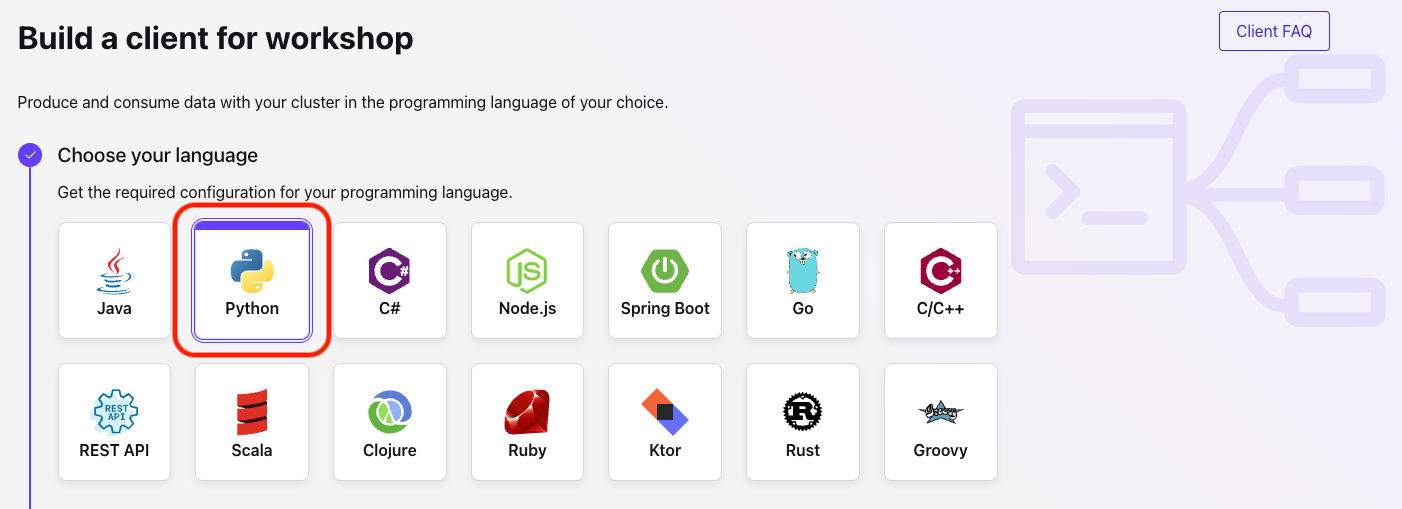 Build a client for workshop
Client FAQ
Produce and consume data with your cluster in the programming language of your choice.
Choose your language
Get the required configuration for your programming language.
Java
Python
C#
Node.js
Spring Boot
Go
C/C++
REST API
REST API
Scala
Clojure
Ruby
Ktor
Rust
Groovy